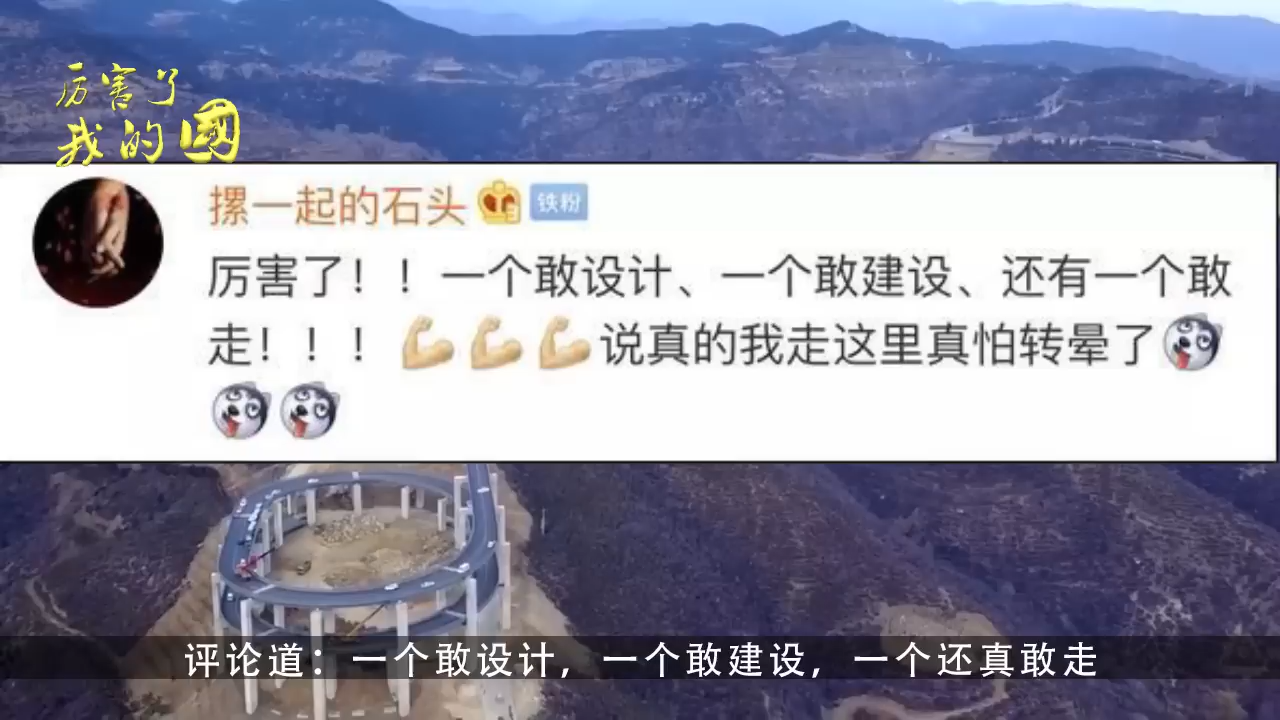 厉害了
我的國
摞一起的石头 铁粉
厉害了！！一个敢设计、一个敢建设、还有一个敢
走！！！说真的我走这里真怕转晕了
评论道：一个敢设计，一个敢建设，一个还真敢走